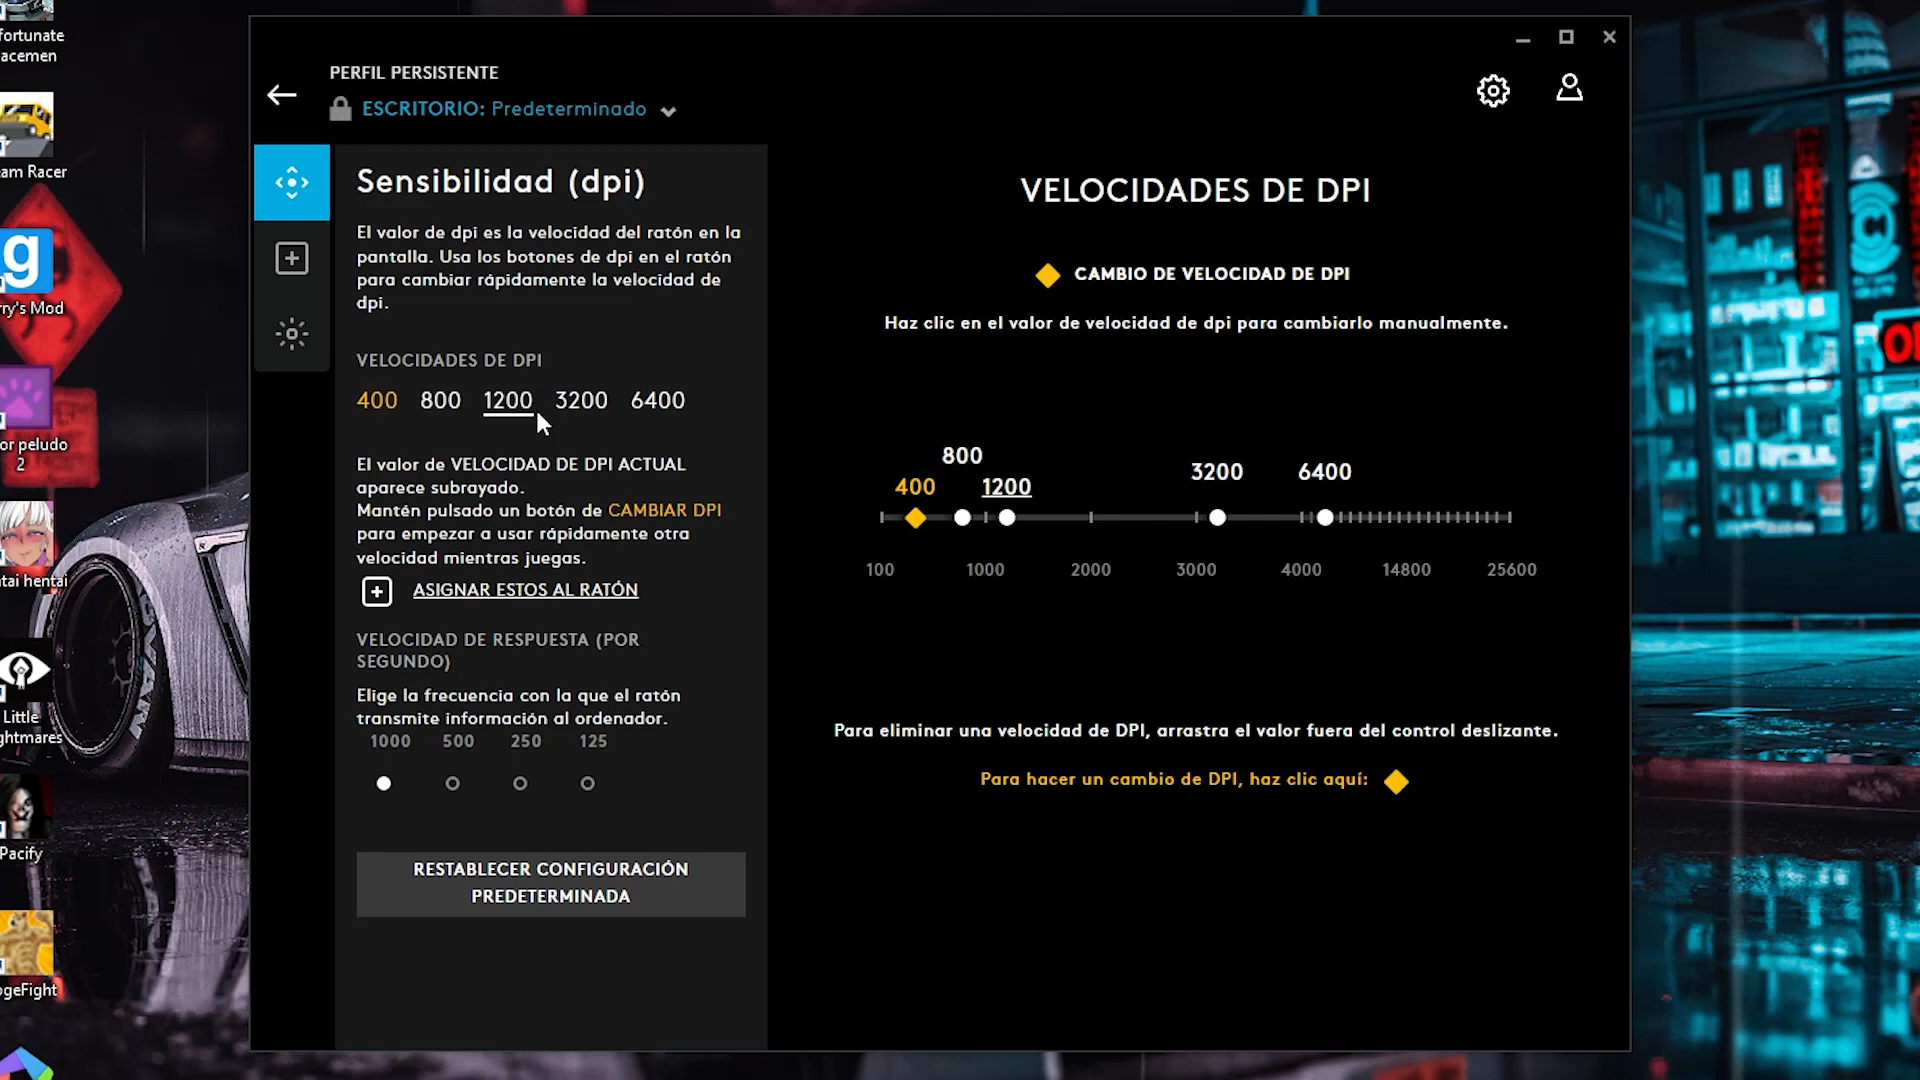 PERFIL PERSISTENTE
ESCRITORIO: Predeterminado
Sensibilidad (dpi)
El valor de dpi es la velocidad del ratón en la
pantalla. Usa los botones de dpi en el ratón
para cambiar rápidamente la velocidad de
dpi.
VELOCIDADES DE DPI
400 800 1200 3200 6400
El valor de VELOCIDAD DE DPI ACTUAL
aparece subrayado.
Mantén pulsado un botón de CAMBIAR DPI
para empezar a usar rápidamente otra
velocidad mientras juegas.
ASIGNAR ESTOS AL RATÓN
VELOCIDAD DE RESPUESTA (POR
SEGUNDO)
Elige la frecuencia con la que el ratón
transmite información al ordenador.
1000 500 250 125
RESTABLECER CONFIGURACIÓN
PREDETERMINADA
VELOCIDADES DE DPI
CAMBIO DE VELOCIDAD DE DPI
Haz clic en el valor de velocidad de dpi para cambiarlo manualmente.
800
3200 6400
400 1200
100 1000 2000 3000 4000 14800 25600
Para eliminar una velocidad de DPI, arrastra el valor fuera del control deslizante.
Para hacer un cambio de DPI, haz clic aquí:
fortunate
acemen
am Racer
g
rry's Mod
or peludo
2
tai hentai
Little
ghtmares
Pacify
ogeFight